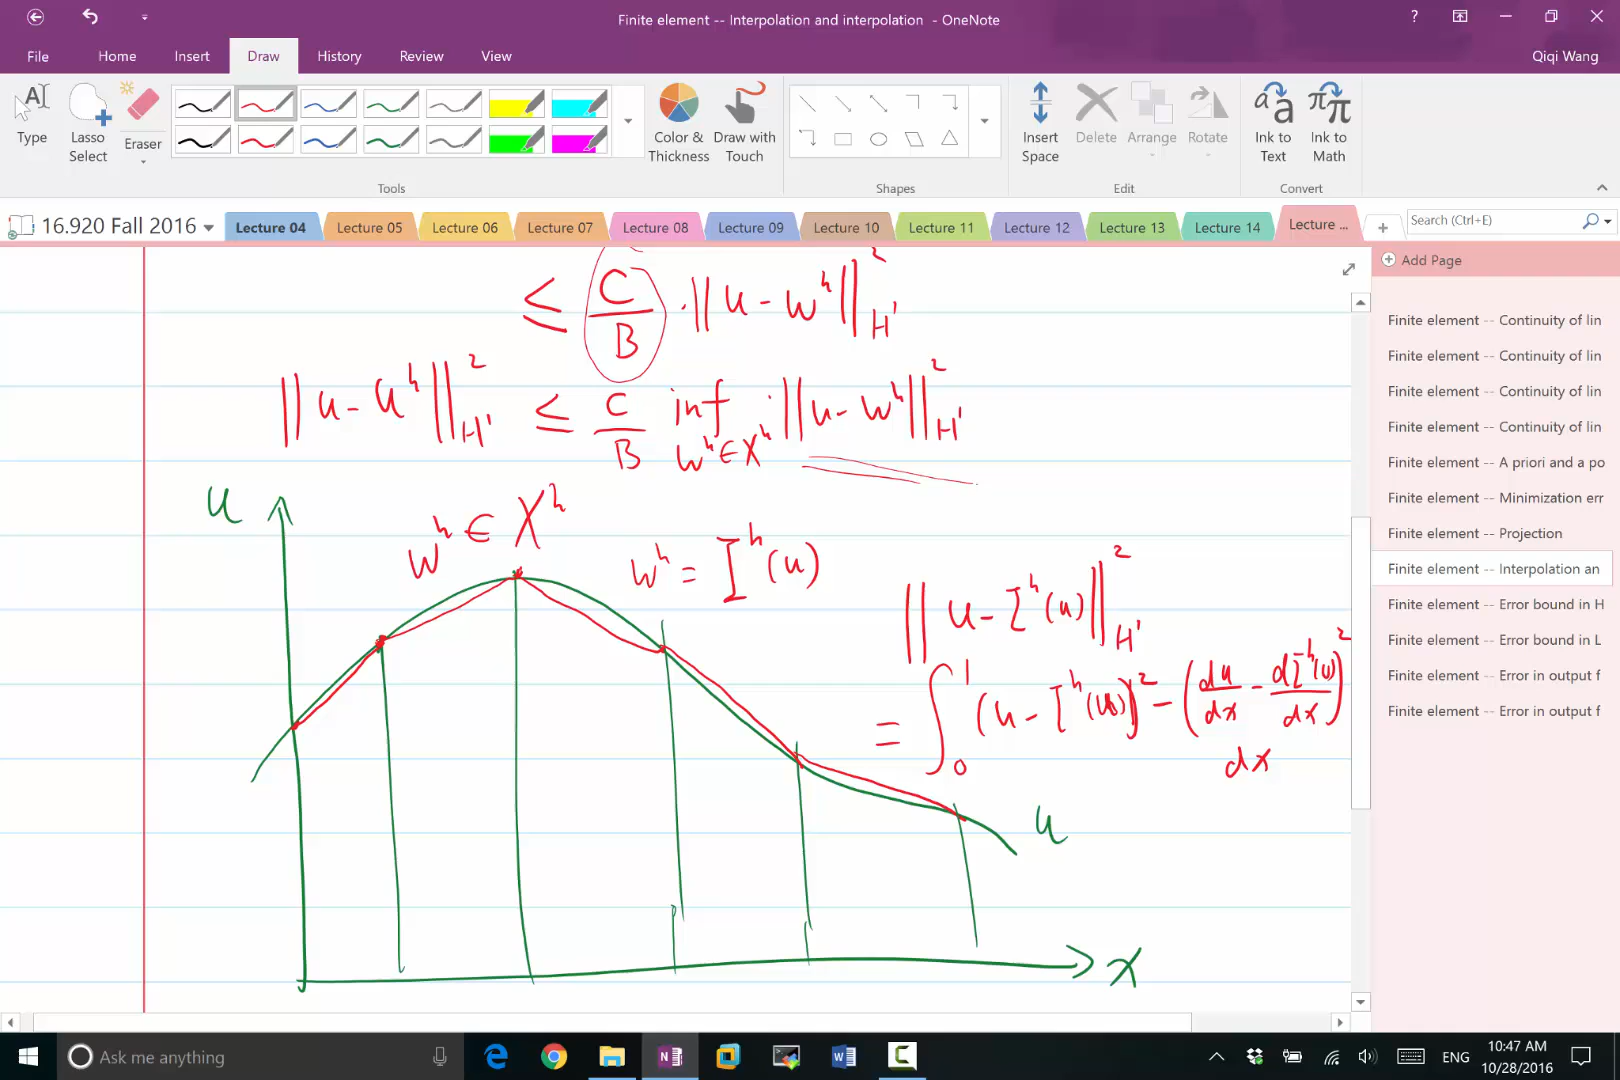 Finite element -- Interpolation and interpolation - OneNote
?
File Home Insert Draw History Review View
Qiqi Wang
Type
Lasso Select
Eraser
Color & Thickness
Draw with Touch
Insert Space
Delete
Arrange
Rotate
Ink to Text
Ink to Math
Tools
Shapes
Edit
Convert
16.920 Fall 2016
Lecture 04
Lecture 05
Lecture 06
Lecture 07
Lecture 08
Lecture 09
Lecture 10
Lecture 11
Lecture 12
Lecture 13
Lecture 14
Lecture ...
+
Search (Ctrl+E)
Add Page
Finite element -- Continuity of lin
Finite element -- Continuity of lin
Finite element -- Continuity of lin
Finite element -- Continuity of lin
Finite element -- A priori and a po
Finite element -- Minimization err
Finite element -- Projection
Finite element -- Interpolation an
Finite element -- Error bound in H
Finite element -- Error bound in L
Finite element -- Error in output f
Finite element -- Error in output f
≤ C/B · ||u - w^h||²_H¹
||u - u^h||²_H¹ ≤ C/B inf_{w^h ∈ X^h} · ||u - w^h||²_H¹
u
w^h ∈ X^h
w^h = I^h(u)
||u - I^h(u)||²_H¹
= ∫₀¹ (u - I^h(u))² - (du/dx - dI^h(u)/dx)² dx
u
x
Ask me anything
ENG
10:47 AM
10/28/2016